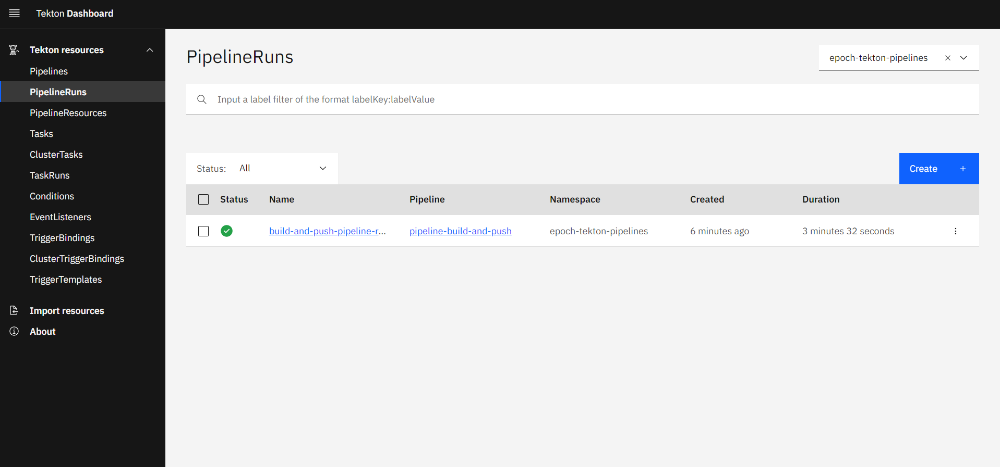 Tekton Dashboard
Tekton resources
Pipelines
PipelineRuns
PipelineResources
Tasks
ClusterTasks
TaskRuns
Conditions
EventListeners
TriggerBindings
ClusterTriggerBindings
TriggerTemplates
Import resources
About
PipelineRuns
epoch-tekton-pipelines
Input a label filter of the format labelKey:labelValue
Status: All
Create +
Status Name Pipeline Namespace Created Duration
build-and-push-pipeline-r... pipeline-build-and-push epoch-tekton-pipelines 6 minutes ago 3 minutes 32 seconds